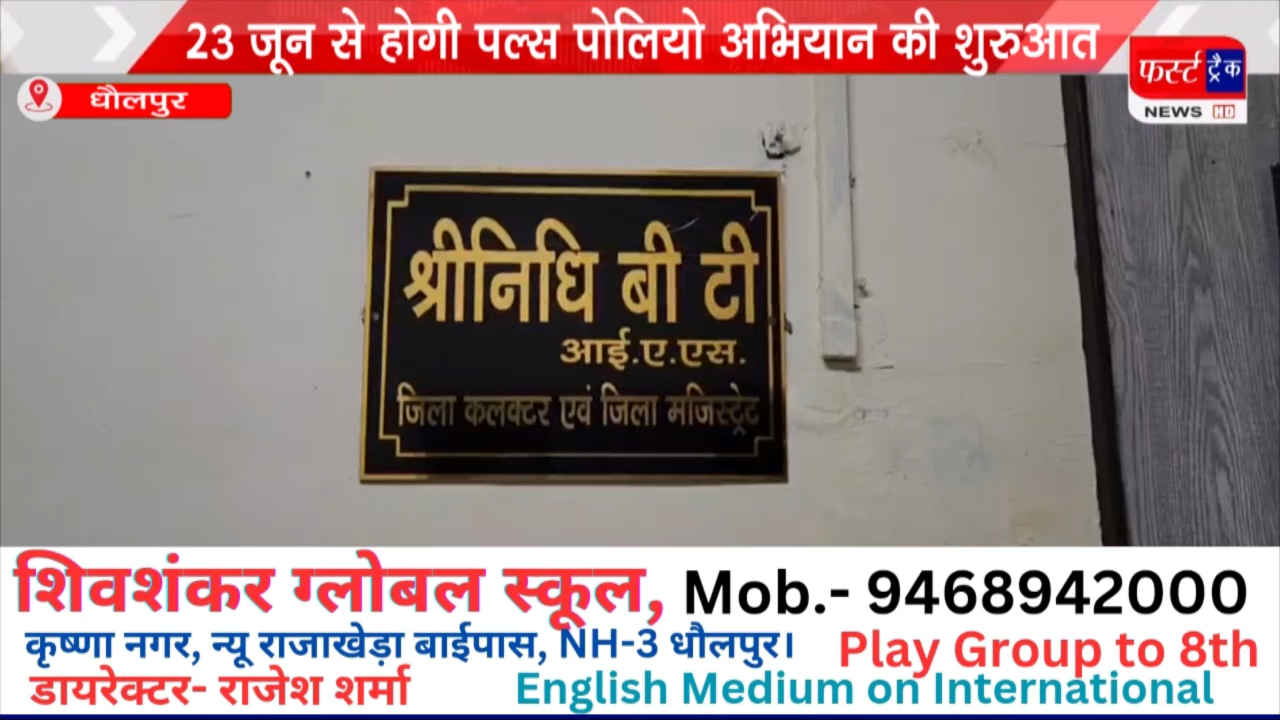 23 जून से होगी पल्स पोलियो अभियान की शुरुआत
फर्स्ट ट्रैक
NEWS HD
धौलपुर
श्रीनिधि बी टी
आई.ए.एस.
जिला कलक्टर एवं जिला मजिस्ट्रेट
शिवशंकर ग्लोबल स्कूल, Mob.- 9468942000
कृष्णा नगर, न्यू राजाखेड़ा बाईपास, NH-3 धौलपुर। Play Group to 8th
डायरेक्टर- राजेश शर्मा English Medium on International